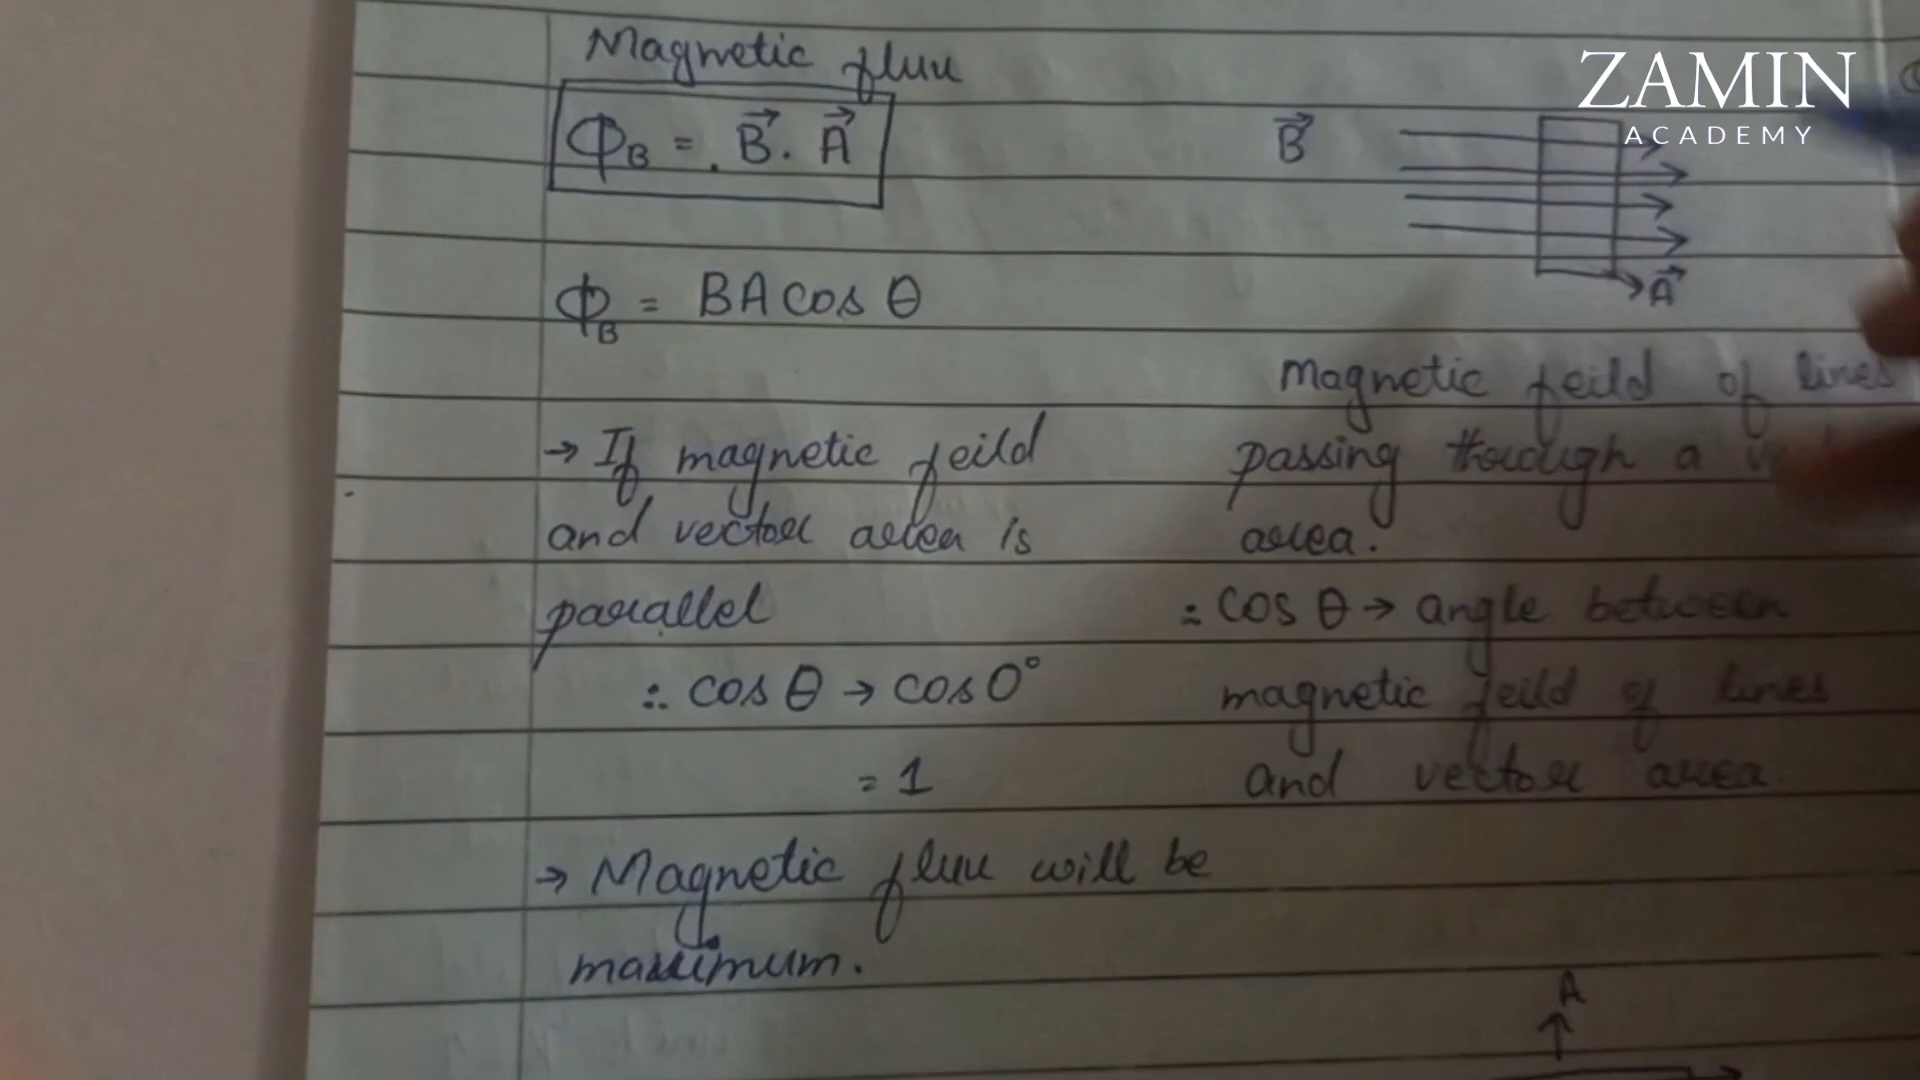 Magnetic flux
ZAMIN
ACADEMY
Φ_B = . B⃗ . A⃗
B⃗
A⃗
Φ_B = BA cos θ
→ If magnetic feild
and vector area is
parallel
∴ cos θ → cos 0°
= 1
→ Magnetic flux will be
maximum.
magnetic feild of lines
passing through a
area.
∴ cos θ → angle between
magnetic feild of lines
and vector area
A